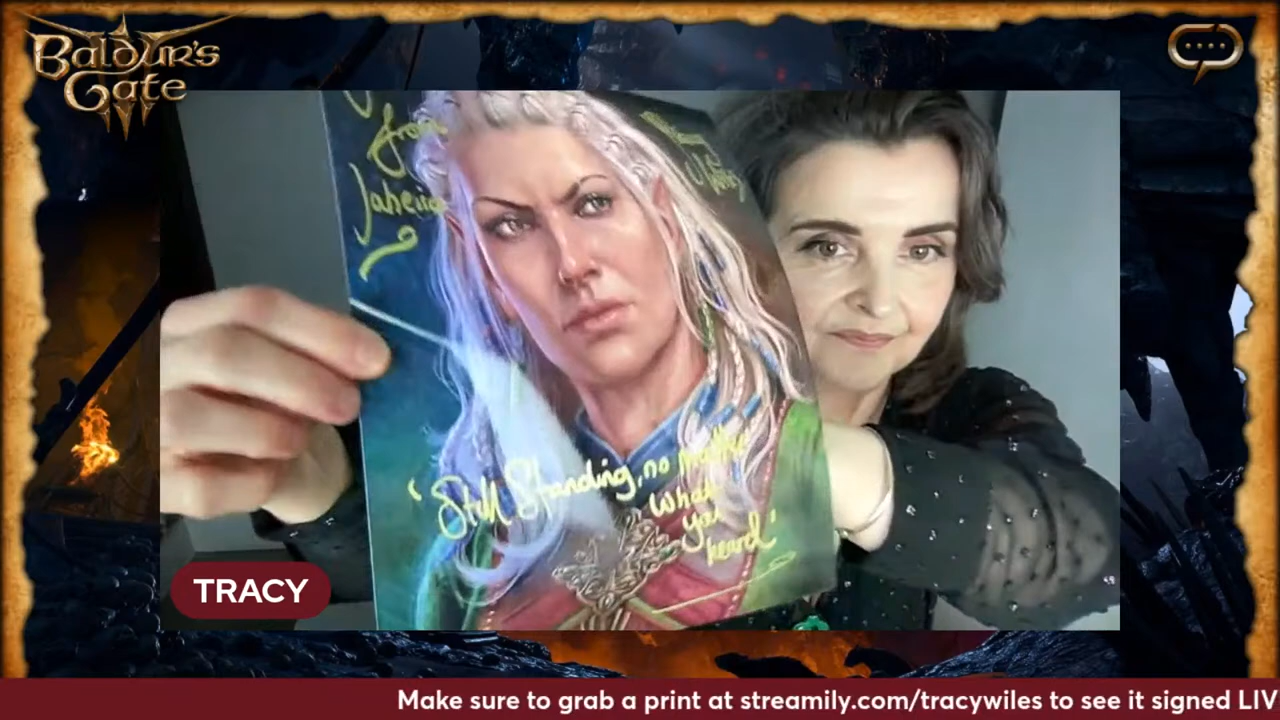 Baldur's
Gate
III
from
Jaheira
'Still Standing, no matter
What
you
heard'
TRACY
Make sure to grab a print at streamily.com/tracywiles to see it signed LIV